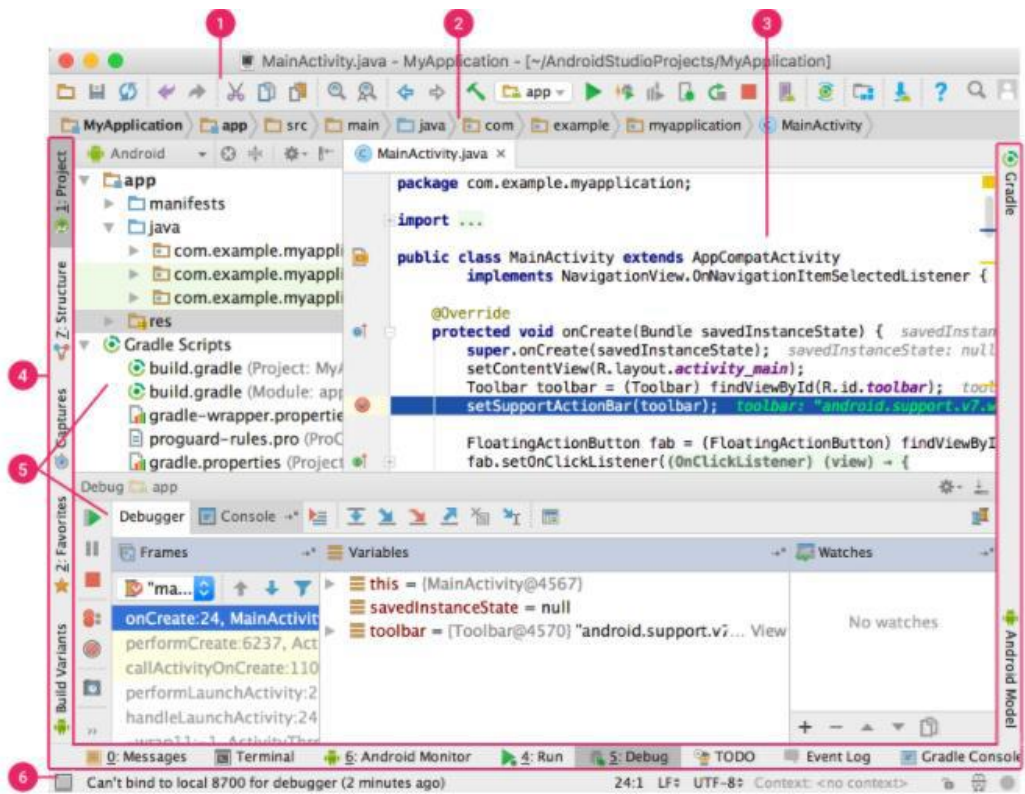 1 2 3
MainActivity.java - MyApplication - [~/AndroidStudioProjects/MyApplication]
app
MyApplication app src main java com example myapplication MainActivity
1: Project
Android
MainActivity.java ×
app
manifests
java
com.example.myappli
com.example.myappli
com.example.myappli
res
Gradle Scripts
build.gradle (Project: MyA
build.gradle (Module: app
gradle-wrapper.propertie
proguard-rules.pro (ProG
gradle.properties (Project
package com.example.myapplication;
import ...
public class MainActivity extends AppCompatActivity
implements NavigationView.OnNavigationItemSelectedListener {
@Override
protected void onCreate(Bundle savedInstanceState) { savedInstan
super.onCreate(savedInstanceState); savedInstanceState: null
setContentView(R.layout.activity_main);
Toolbar toolbar = (Toolbar) findViewById(R.id.toolbar); tool
setSupportActionBar(toolbar); toolbar: "android.support.v7.w
FloatingActionButton fab = (FloatingActionButton) findViewByI
fab.setOnClickListener((OnClickListener) (view) → {
Z: Structure
Captures
2: Favorites
Build Variants
Gradle
Android Model
4
5
Debug app
Debugger Console
Frames Variables Watches
"ma...
onCreate:24, MainActivit
performCreate:6237, Act
callActivityOnCreate:110
performLaunchActivity:2
handleLaunchActivity:24
this = {MainActivity@4567}
savedInstanceState = null
toolbar = {Toolbar@4570} "android.support.v7... View
No watches
0: Messages Terminal 6: Android Monitor 4: Run 5: Debug TODO Event Log Gradle Console
6
Can't bind to local 8700 for debugger (2 minutes ago) 24:1 LF UTF-8 Context: <no context>